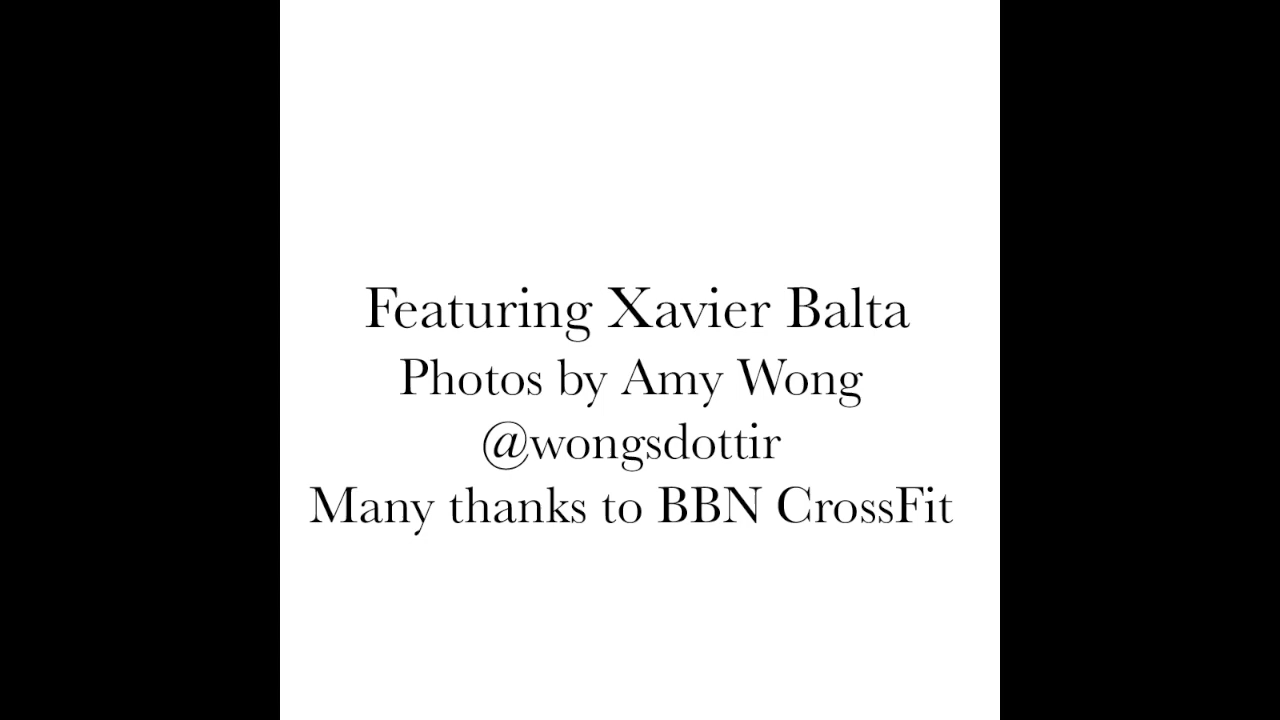 Featuring Xavier Balta
Photos by Amy Wong
@wongsdottir
Many thanks to BBN CrossFit